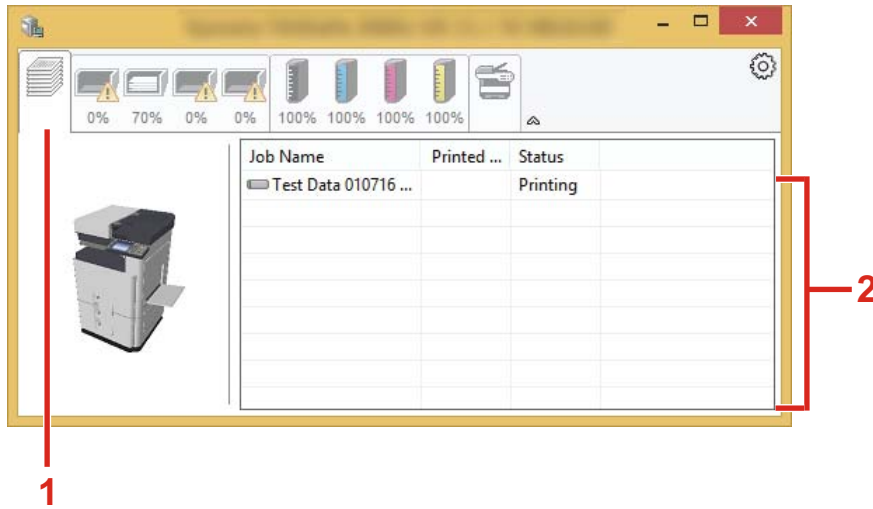 0% 70% 0% 0% 100% 100% 100% 100%
Job Name Printed ... Status
Test Data 010716 ... Printing
2
1